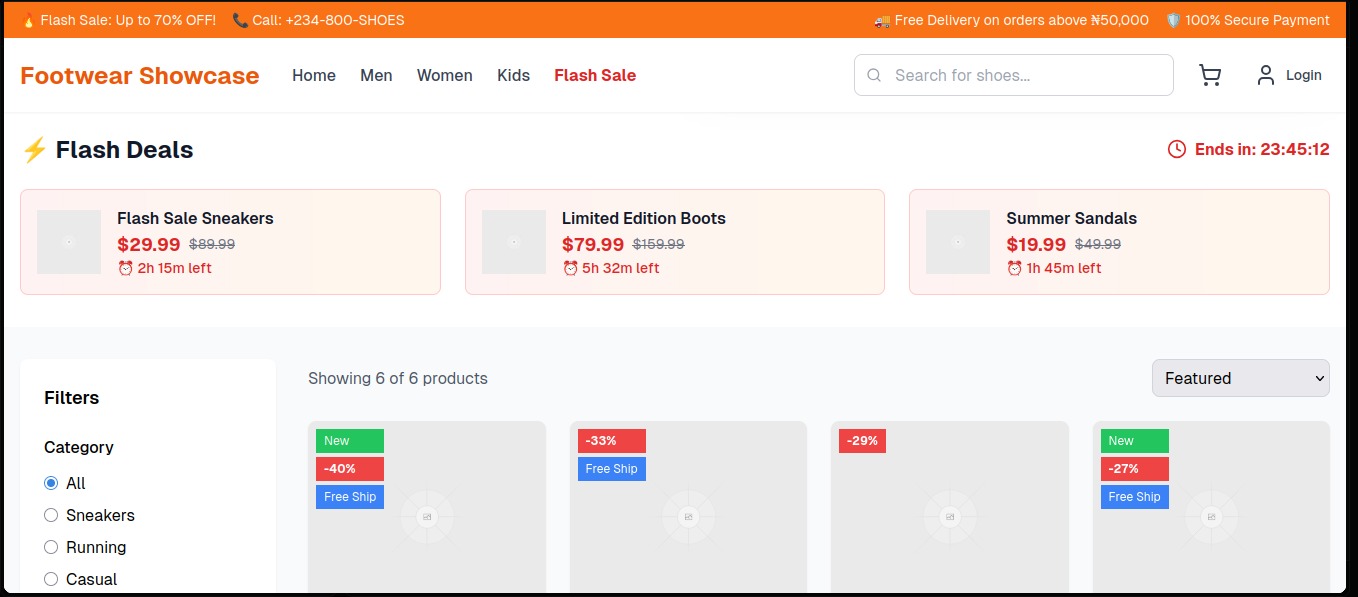 🔥 Flash Sale: Up to 70% OFF! 📞 Call: +234-800-SHOES 🚚 Free Delivery on orders above ₦50,000 🛡️ 100% Secure Payment
Footwear Showcase Home Men Women Kids Flash Sale Search for shoes... Login
⚡ Flash Deals Ends in: 23:45:12
Flash Sale Sneakers
$29.99 $89.99
⏰ 2h 15m left
Limited Edition Boots
$79.99 $159.99
⏰ 5h 32m left
Summer Sandals
$19.99 $49.99
⏰ 1h 45m left
Filters
Category
All
Sneakers
Running
Casual
Showing 6 of 6 products Featured
New
-40%
Free Ship
-33%
Free Ship
-29%
New
-27%
Free Ship